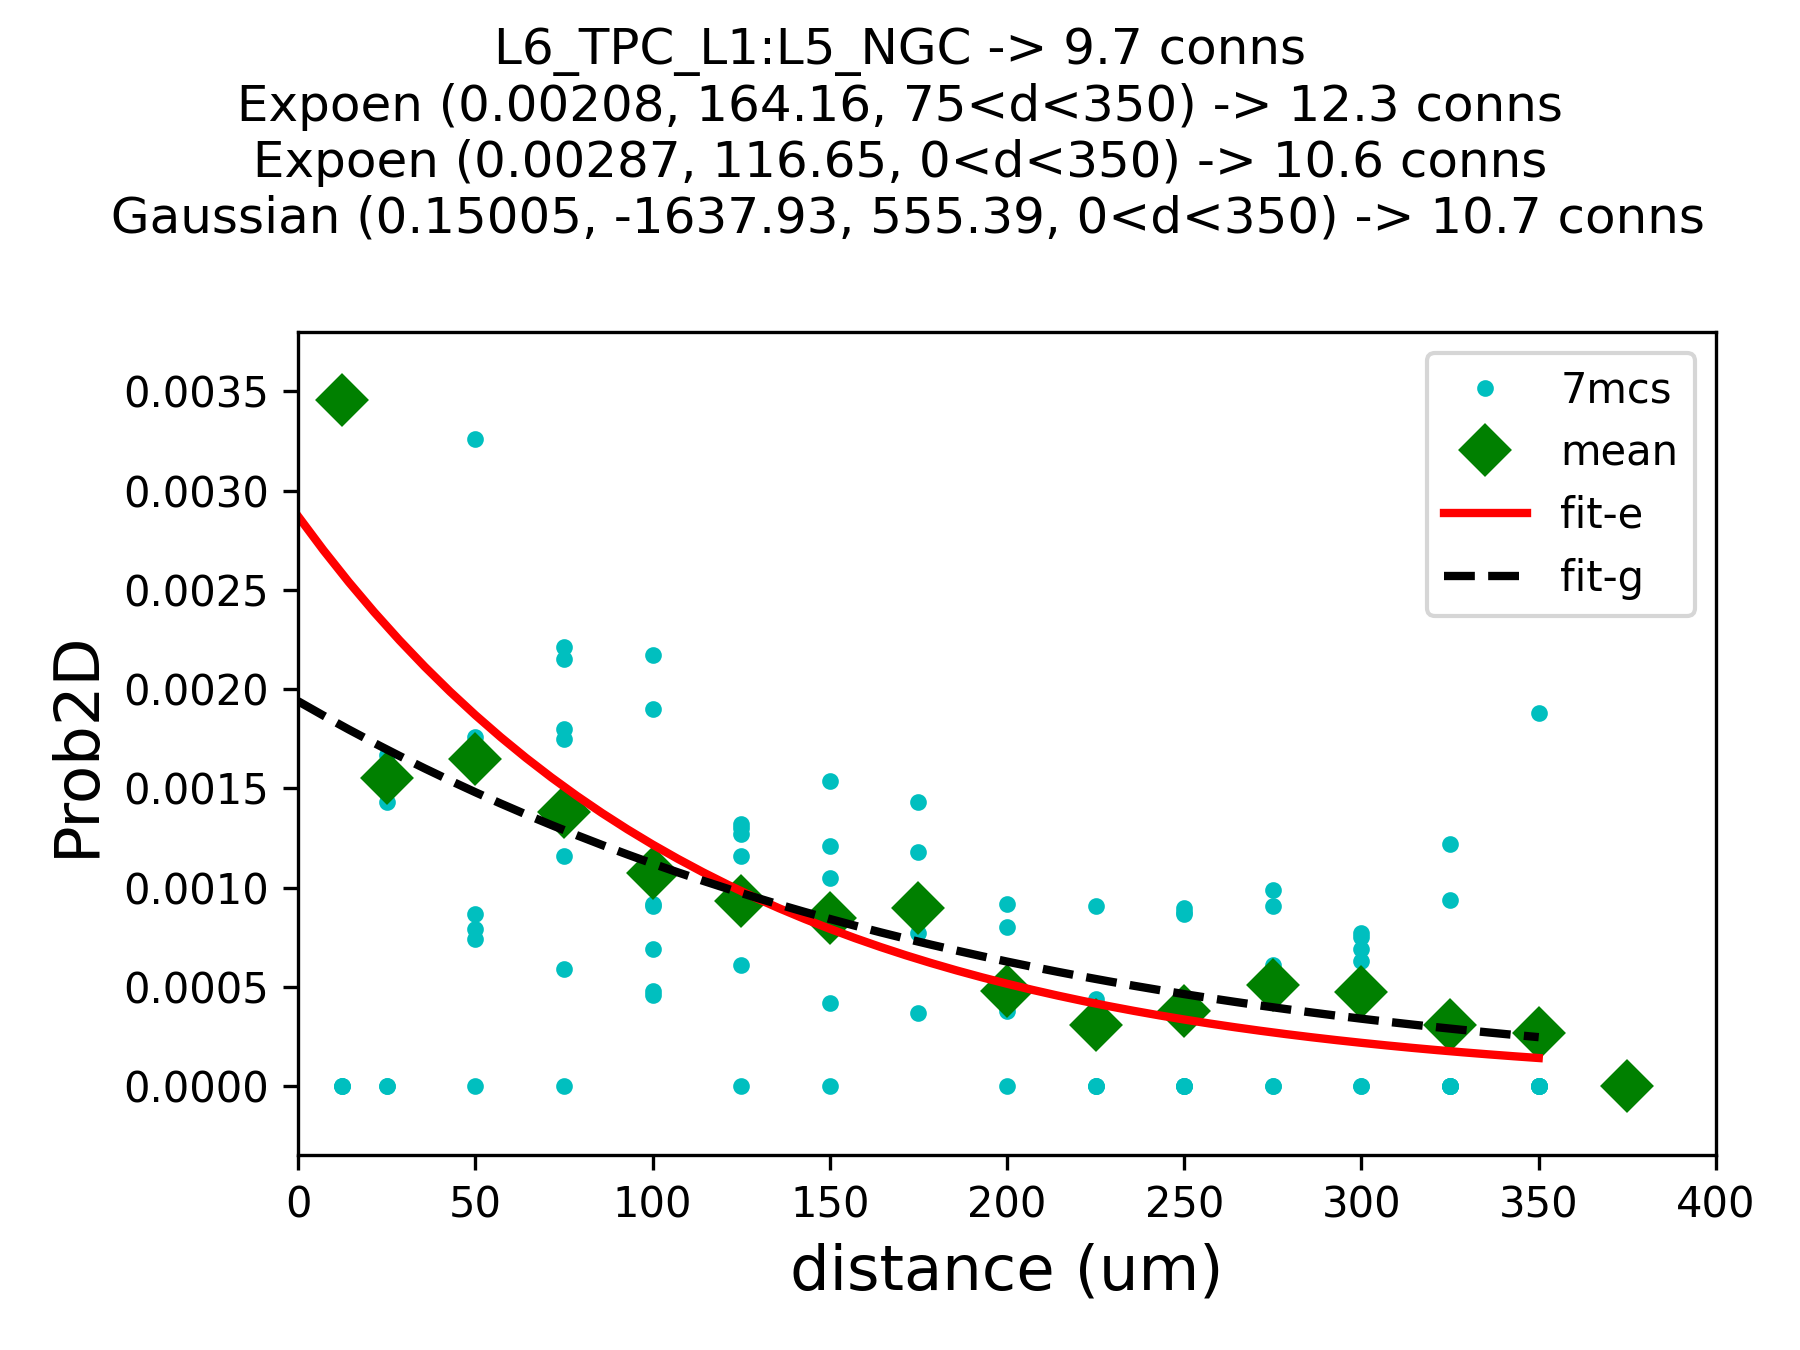 L6_TPC_L1:L5_NGC -> 9.7 conns
Expoen (0.00208, 164.16, 75<d<350) -> 12.3 conns
Expoen (0.00287, 116.65, 0<d<350) -> 10.6 conns
Gaussian (0.15005, -1637.93, 555.39, 0<d<350) -> 10.7 conns
7mcs
mean
fit-e
fit-g
Prob2D
0.0035
0.0030
0.0025
0.0020
0.0015
0.0010
0.0005
0.0000
0 50 100 150 200 250 300 350 400
distance (um)